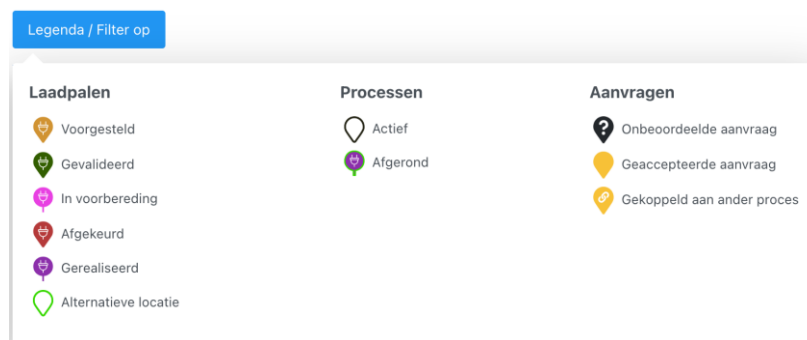 Legenda / Filter op
Laadpalen
Voorgesteld
Gevalideerd
In voorbereding
Afgekeurd
Gerealiseerd
Alternatieve locatie
Processen
Actief
Afgerond
Aanvragen
?
Onbeoordeelde aanvraag
Geaccepteerde aanvraag
Gekoppeld aan ander proces